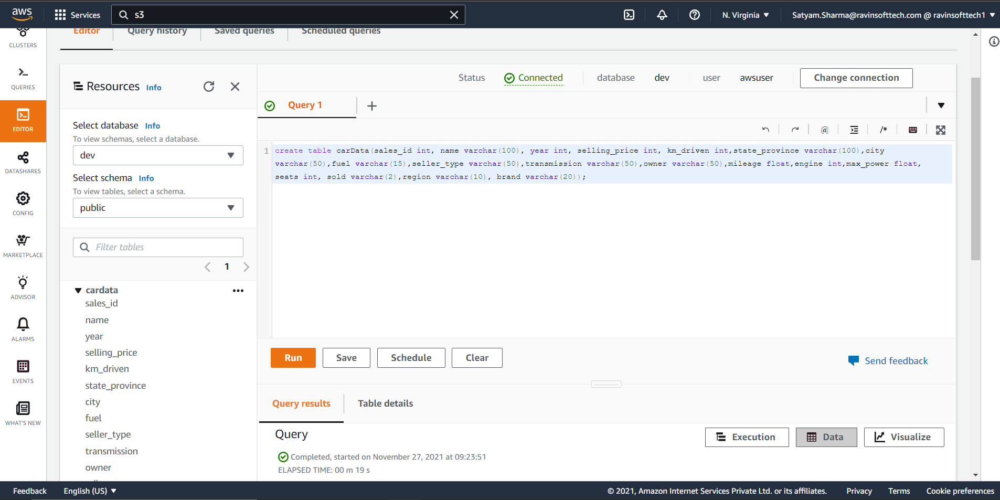 aws
Services
s3
N. Virginia
Satyam.Sharma@ravinsofttech.com @ ravinsofttech1
CLUSTERS
QUERIES
EDITOR
DATASHARES
CONFIG
MARKETPLACE
ADVISOR
ALARMS
EVENTS
WHAT'S NEW
Editor
Query history
Saved queries
Scheduled queries
Resources Info
Select database Info
To view schemas, select a database.
dev
Select schema Info
To view tables, select a schema.
public
Filter tables
1
cardata
sales_id
name
year
selling_price
km_driven
state_province
city
fuel
seller_type
transmission
owner
Status Connected database dev user awsuser Change connection
Query 1
@ /*
1 create table carData(sales_id int, name varchar(100), year int, selling_price int, km_driven int,state_province varchar(100),city
varchar(50),fuel varchar(15),seller_type varchar(50),transmission varchar(50),owner varchar(50),mileage float,engine int,max_power float,
seats int, sold varchar(2),region varchar(10), brand varchar(20));
Run Save Schedule Clear
Send feedback
Query results Table details
Query
Execution Data Visualize
Completed, started on November 27, 2021 at 09:23:51
ELAPSED TIME: 00 m 19 s
Feedback English (US) © 2021, Amazon Internet Services Private Ltd. or its affiliates. Privacy Terms Cookie preferences